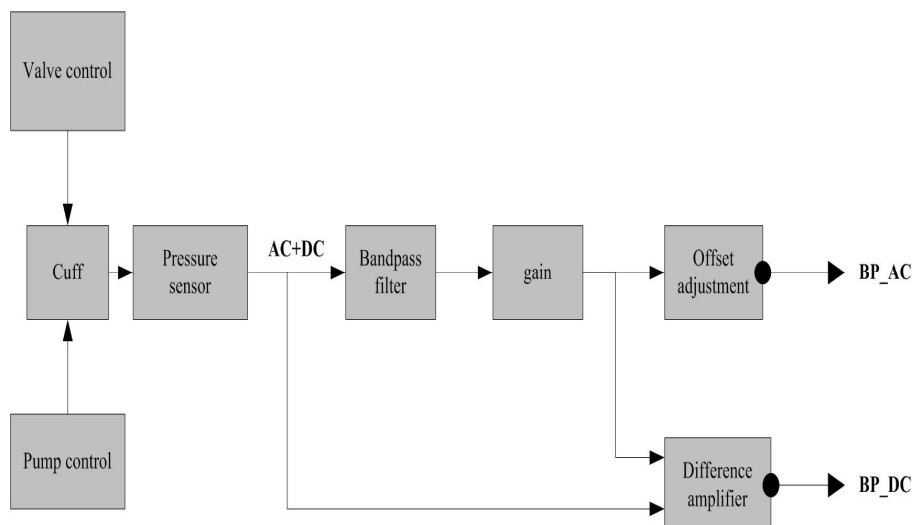 Valve control
Cuff
Pressure
sensor
AC+DC
Bandpass
filter
gain
Offset
adjustment
BP_AC
Pump control
Difference
amplifier
BP_DC